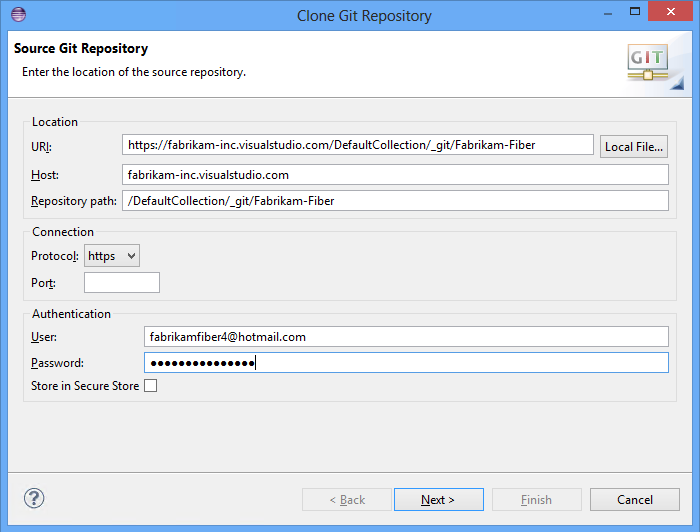 Clone Git Repository
Source Git Repository
Enter the location of the source repository.
GIT
Location
URI: https://fabrikam-inc.visualstudio.com/DefaultCollection/_git/Fabrikam-Fiber Local File...
Host: fabrikam-inc.visualstudio.com
Repository path: /DefaultCollection/_git/Fabrikam-Fiber
Connection
Protocol: https
Port:
Authentication
User: fabrikamfiber4@hotmail.com
Password: ●●●●●●●●●●●●●●●
Store in Secure Store
? < Back Next > Finish Cancel